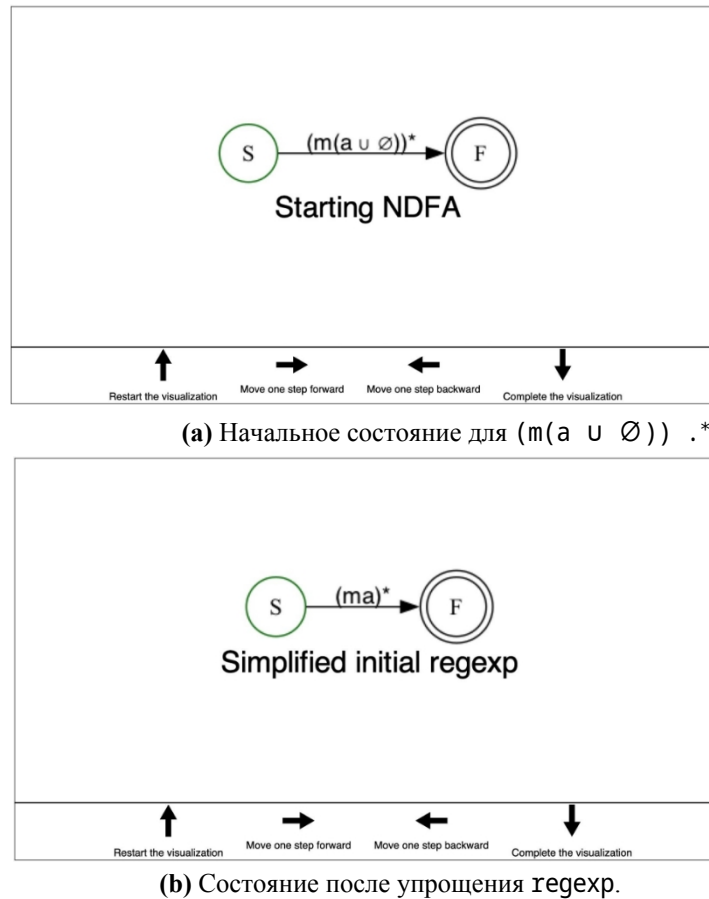 S (m(a ∪ ∅))* F
Starting NDFA
Restart the visualization Move one step forward Move one step backward Complete the visualization
(a) Начальное состояние для (m(a ∪ ∅)) .*
S (ma)* F
Simplified initial regexp
Restart the visualization Move one step forward Move one step backward Complete the visualization
(b) Состояние после упрощения regexp.